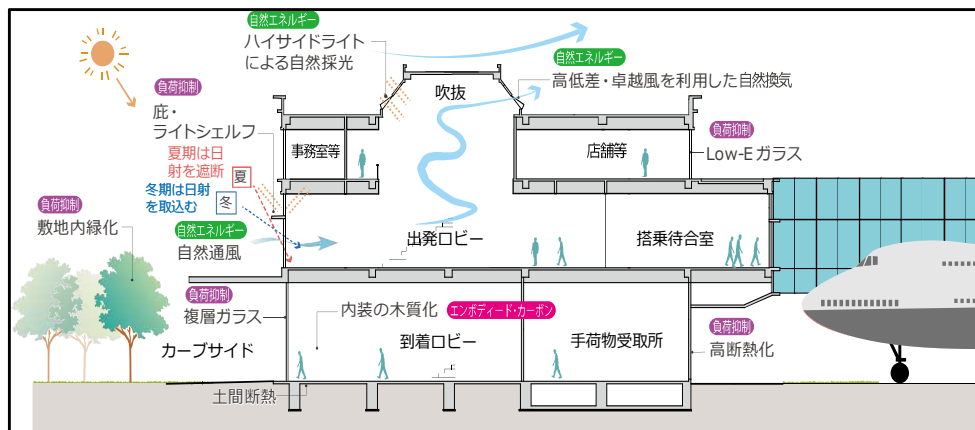 自然エネルギー
ハイサイドライト
による自然採光
自然エネルギー
高低差・卓越風を利用した自然換気
吹抜
負荷抑制
庇・
ライトシェルフ
夏期は日
射を遮断
夏
冬期は日射
を取込む
冬
事務室等
店舗等
負荷抑制
Low-Eガラス
負荷抑制
敷地内緑化
自然エネルギー
自然通風
出発ロビー
搭乗待合室
負荷抑制
複層ガラス
カーブサイド
内装の木質化
エンボディード・カーボン
到着ロビー
手荷物受取所
負荷抑制
高断熱化
土間断熱